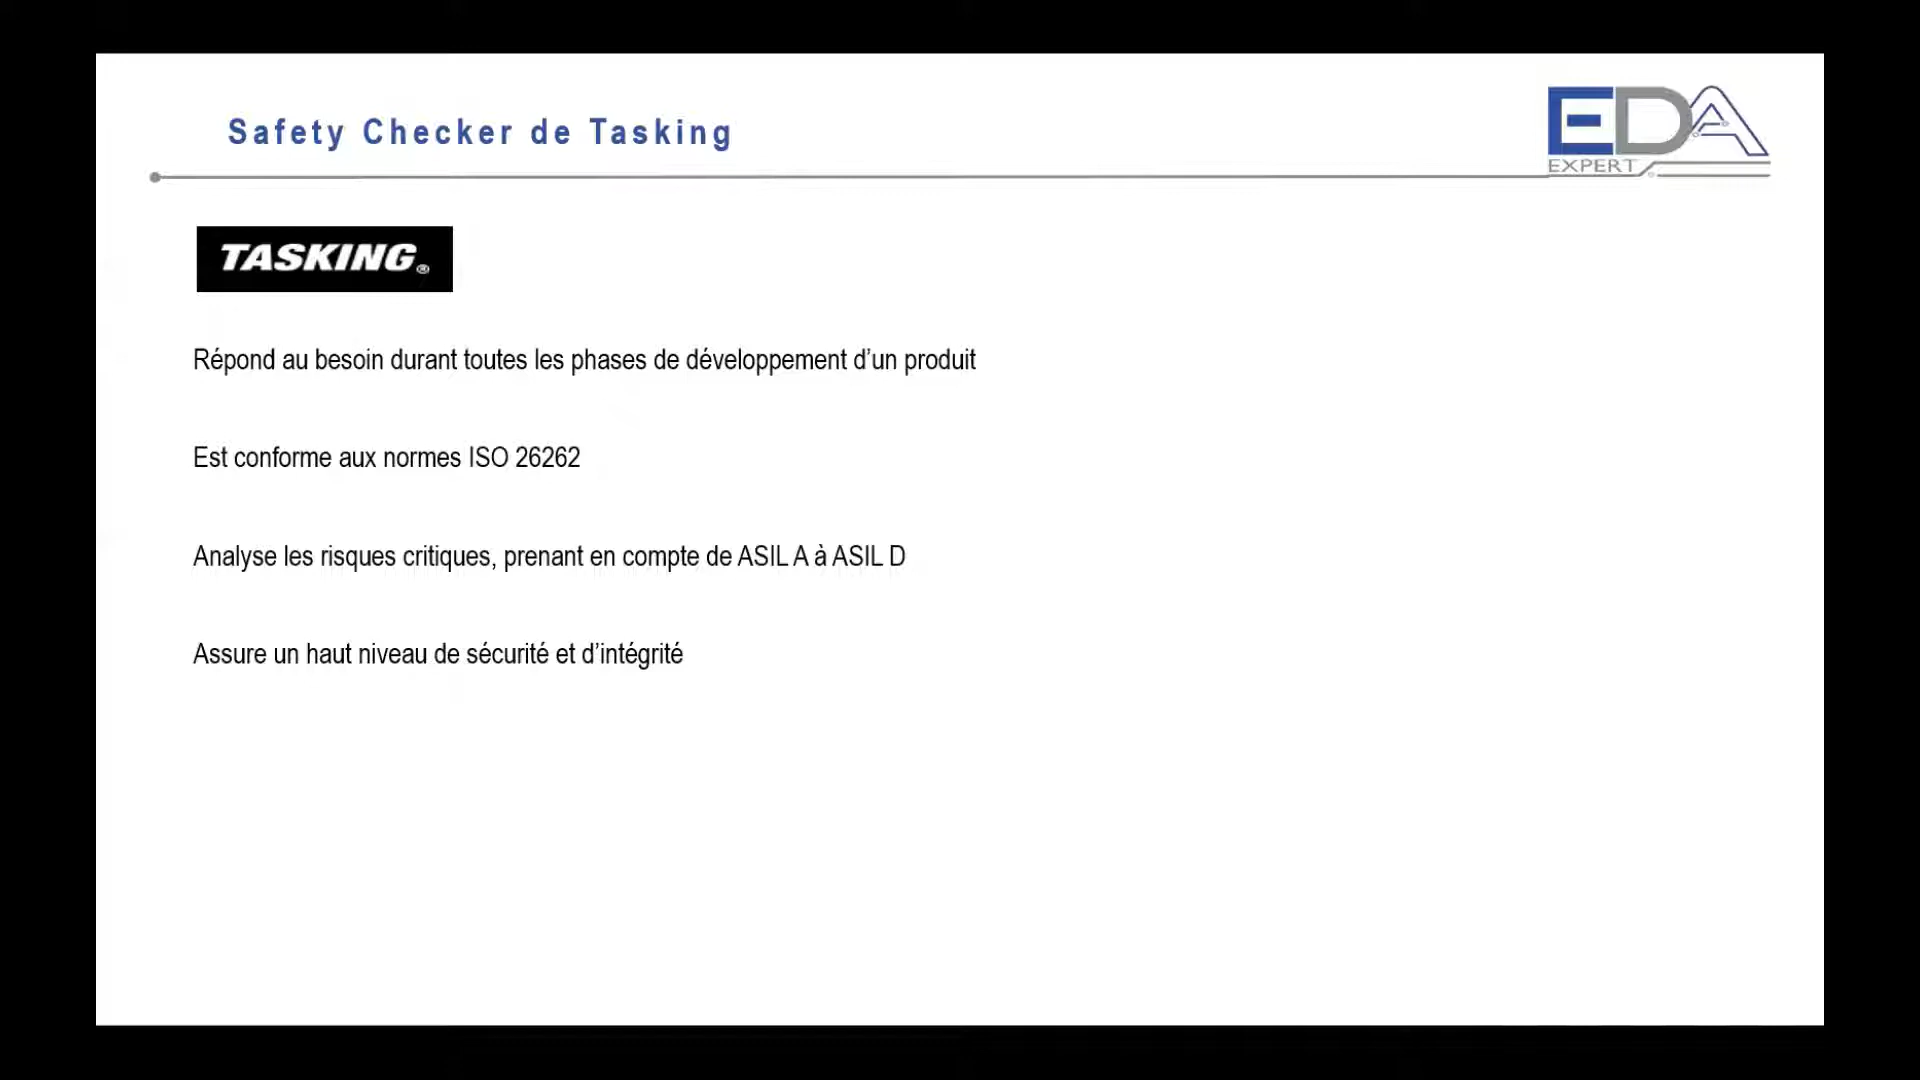 Safety Checker de Tasking
EDA
EXPERT
TASKING®
Répond au besoin durant toutes les phases de développement d’un produit
Est conforme aux normes ISO 26262
Analyse les risques critiques, prenant en compte de ASIL A à ASIL D
Assure un haut niveau de sécurité et d’intégrité